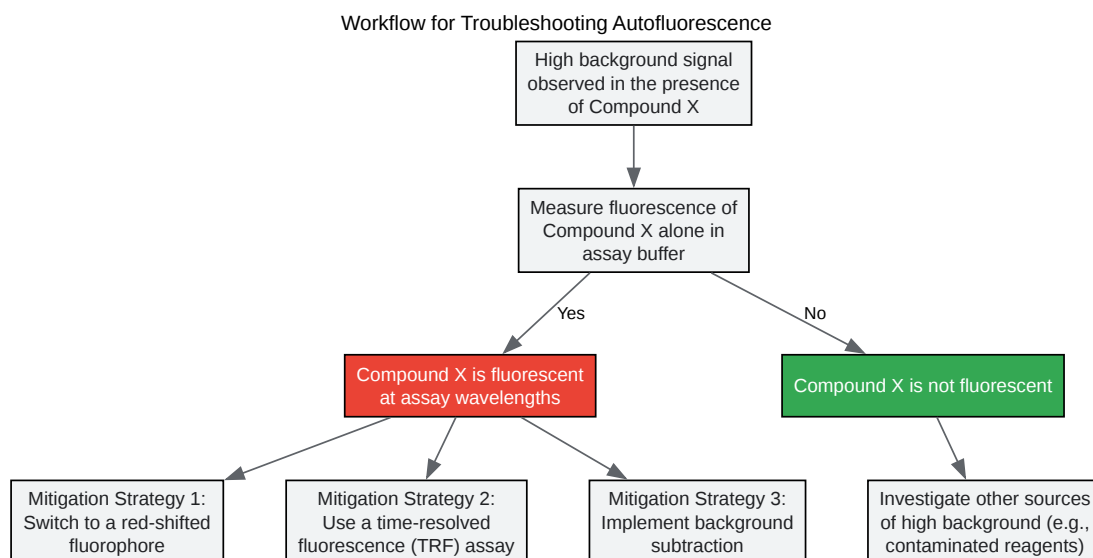 Workflow for Troubleshooting Autofluorescence
High background signal
observed in the presence
of Compound X
Measure fluorescence of
Compound X alone in
assay buffer
Yes
No
Compound X is fluorescent
at assay wavelengths
Compound X is not fluorescent
Mitigation Strategy 1:
Switch to a red-shifted
fluorophore
Mitigation Strategy 2:
Use a time-resolved
fluorescence (TRF) assay
Mitigation Strategy 3:
Implement background
subtraction
Investigate other sources
of high background (e.g.,
contaminated reagents)